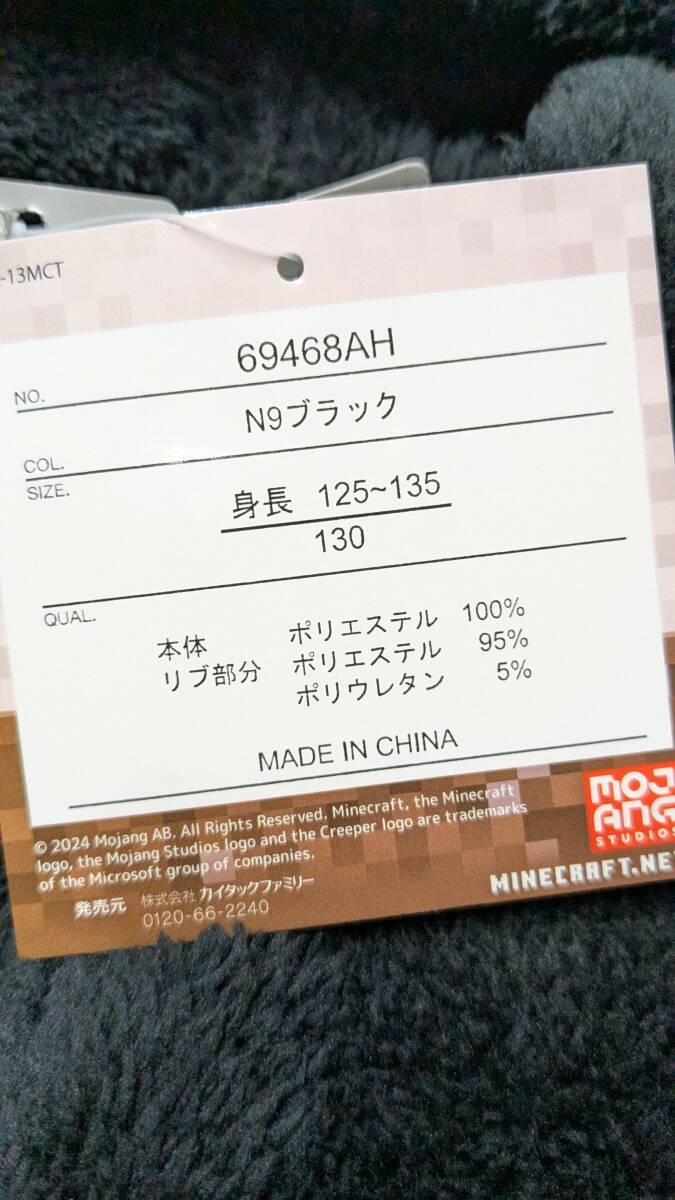 -13MCT
NO.
69468AH
COL.
N9ブラック
SIZE.
身長 125~135
130
QUAL.
本体 ポリエステル 100%
リブ部分 ポリエステル 95%
ポリウレタン 5%
MADE IN CHINA
© 2024 Mojang AB. All Rights Reserved. Minecraft, the Minecraft
logo, the Mojang Studios logo and the Creeper logo are trademarks
of the Microsoft group of companies.
発売元 株式会社 カイタックファミリー
0120-66-2240
MOJ
ANG
STUDIOS
MINECRAFT.NET